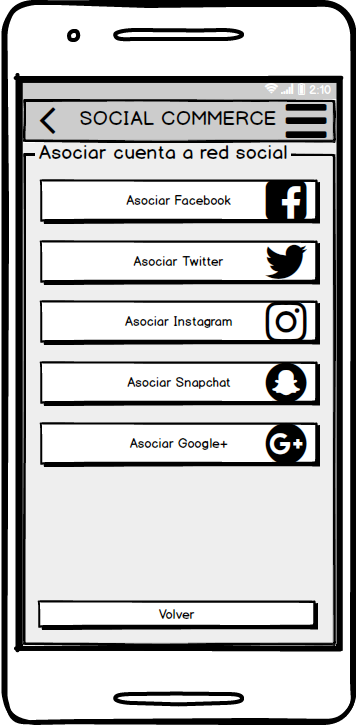 2:10
SOCIAL COMMERCE
Asociar cuenta a red social
Asociar Facebook
Asociar Twitter
Asociar Instagram
Asociar Snapchat
Asociar Google+
G+
Volver